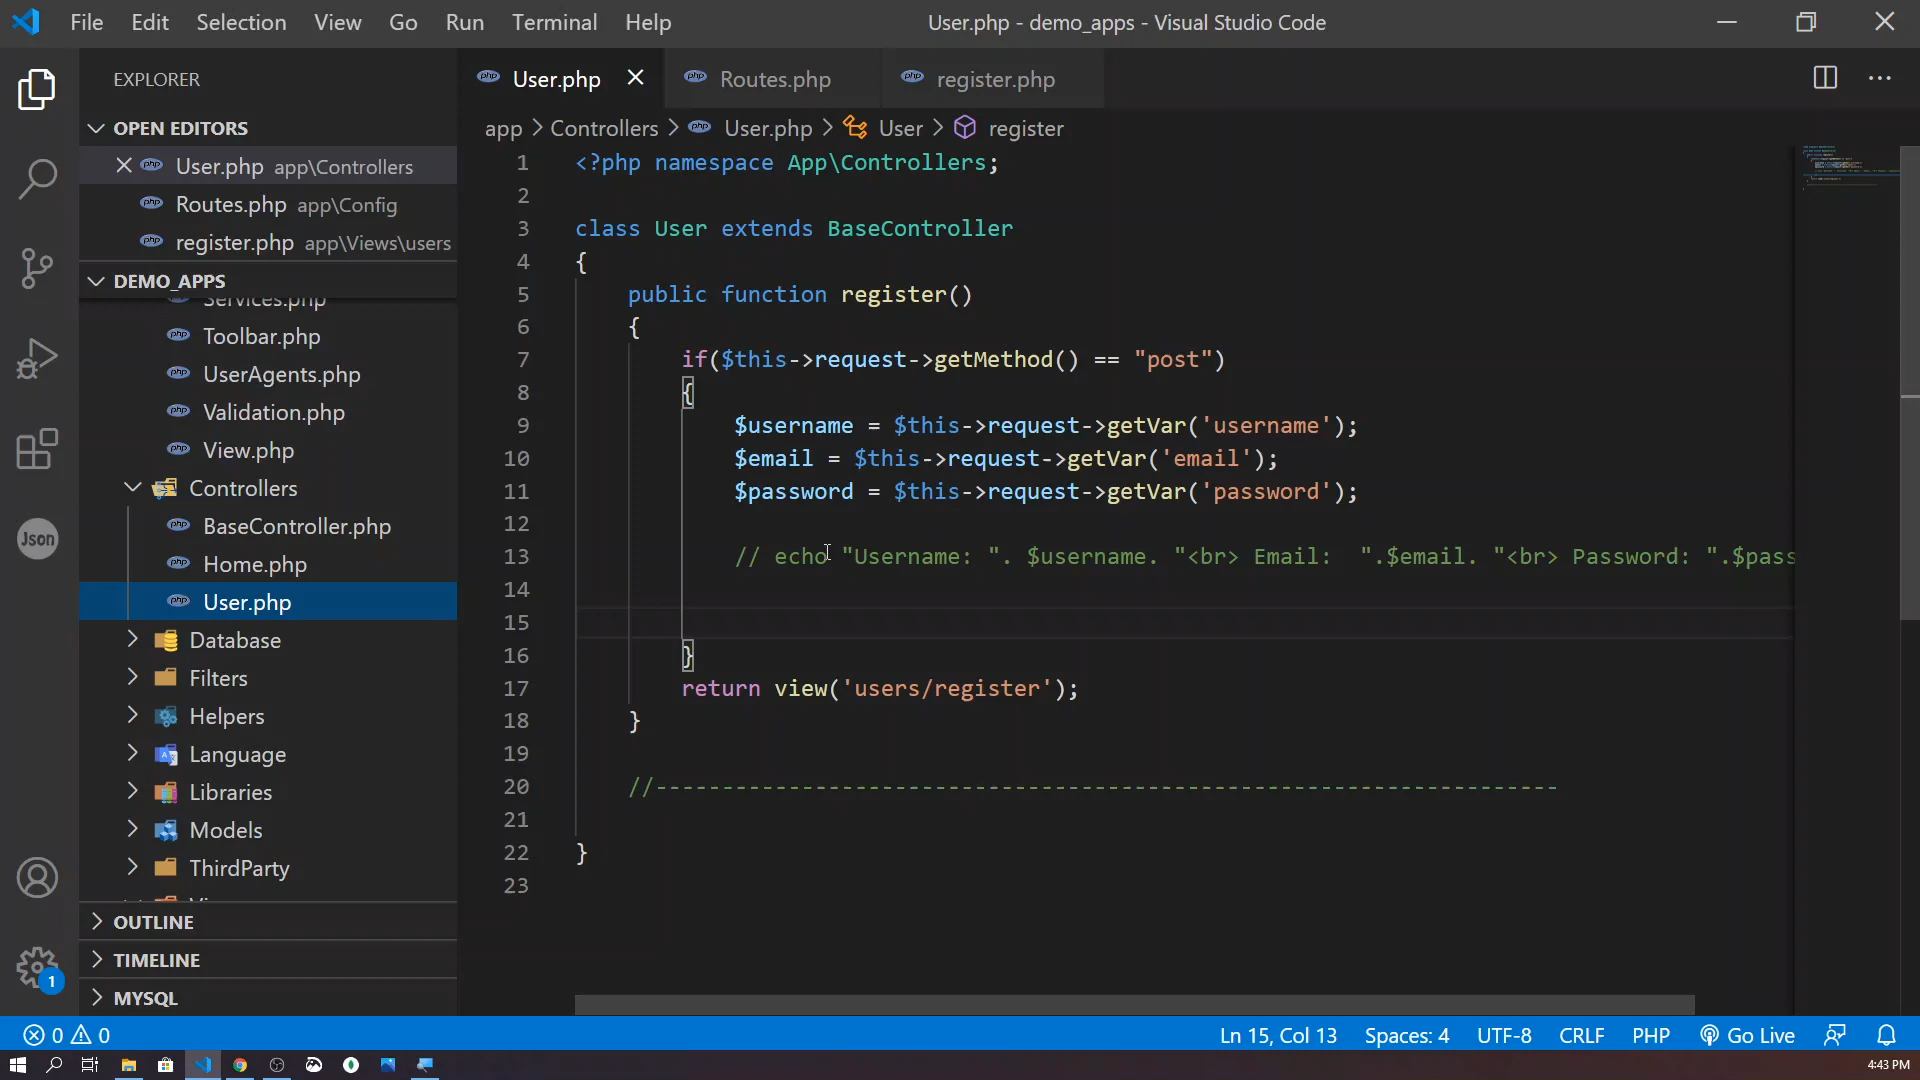 File Edit Selection View Go Run Terminal Help
User.php - demo_apps - Visual Studio Code
EXPLORER
OPEN EDITORS
User.php app\Controllers
Routes.php app\Config
register.php app\Views\users
DEMO_APPS
Services.php
Toolbar.php
UserAgents.php
Validation.php
View.php
Controllers
BaseController.php
Home.php
User.php
Database
Filters
Helpers
Language
Libraries
Models
ThirdParty
OUTLINE
TIMELINE
MYSQL
Json
1
User.php Routes.php register.php
app > Controllers > User.php > User > register
1 <?php namespace App\Controllers;
2
3 class User extends BaseController
4 {
5 public function register()
6 {
7 if($this->request->getMethod() == "post")
8 {
9 $username = $this->request->getVar('username');
10 $email = $this->request->getVar('email');
11 $password = $this->request->getVar('password');
12
13 // echo "Username: ". $username. "<br> Email:  ".$email. "<br> Password: ".$pass
14
15
16 }
17 return view('users/register');
18 }
19
20 //--------------------------------------------------------------------
21
22 }
23
0 0
Ln 15, Col 13 Spaces: 4 UTF-8 CRLF PHP Go Live
4:43 PM